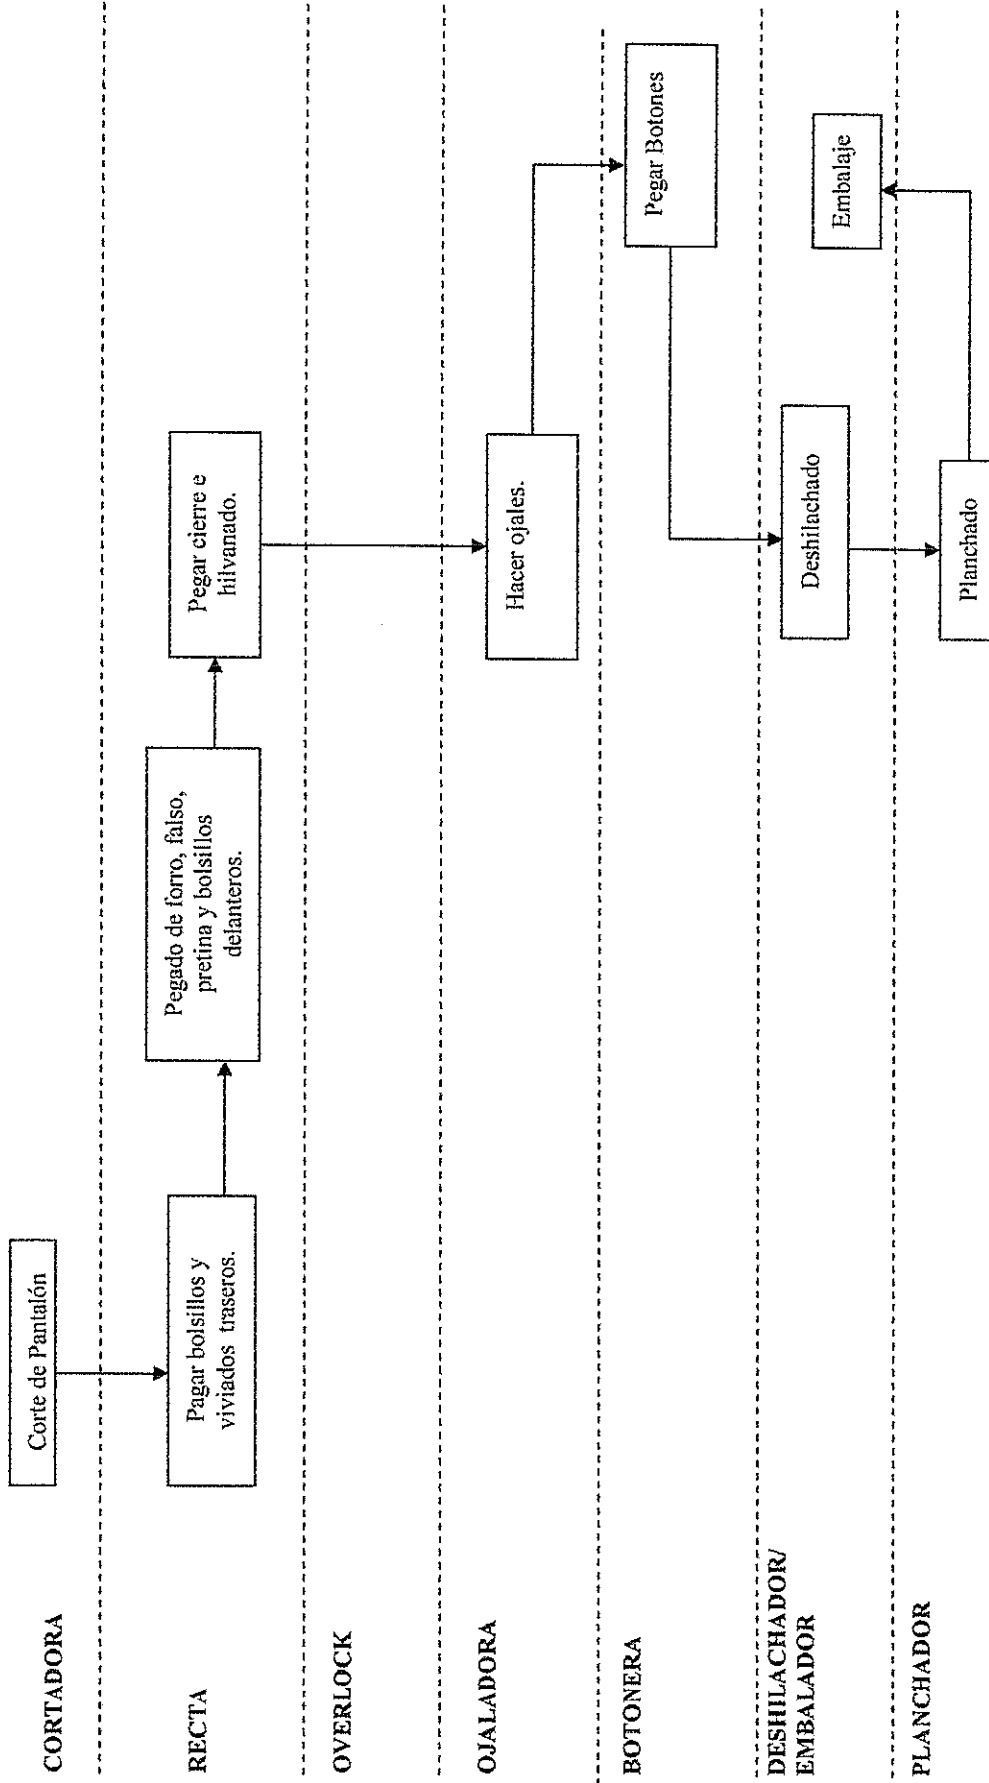 CORTADORA
Corte de Pantalón
RECTA
Pagar bolsillos y
viviados traseros.
Pegado de forro, falso,
pretina y bolsillos
delanteros.
Pegar cierre e
hilvanado.
OVERLOCK
OJALADORA
Hacer ojales.
BOTONERA
Pegar Botones
DESHILACHADOR/
EMBALADOR
Deshilachado
Embalaje
PLANCHADOR
Planchado